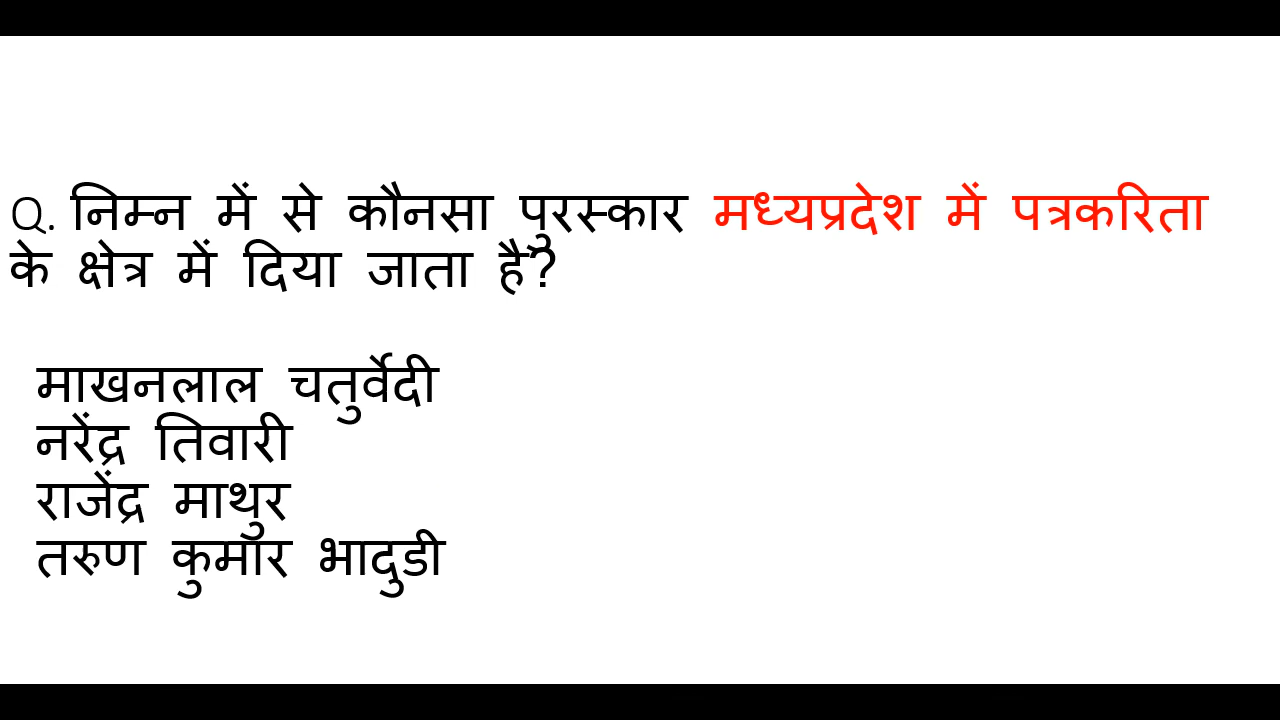 Q. निम्न में से कौनसा पुरस्कार मध्यप्रदेश में पत्रकरिता
के क्षेत्र में दिया जाता है?
माखनलाल चतुर्वेदी
नरेंद्र तिवारी
राजेंद्र माथुर
तरुण कुमार भादुडी